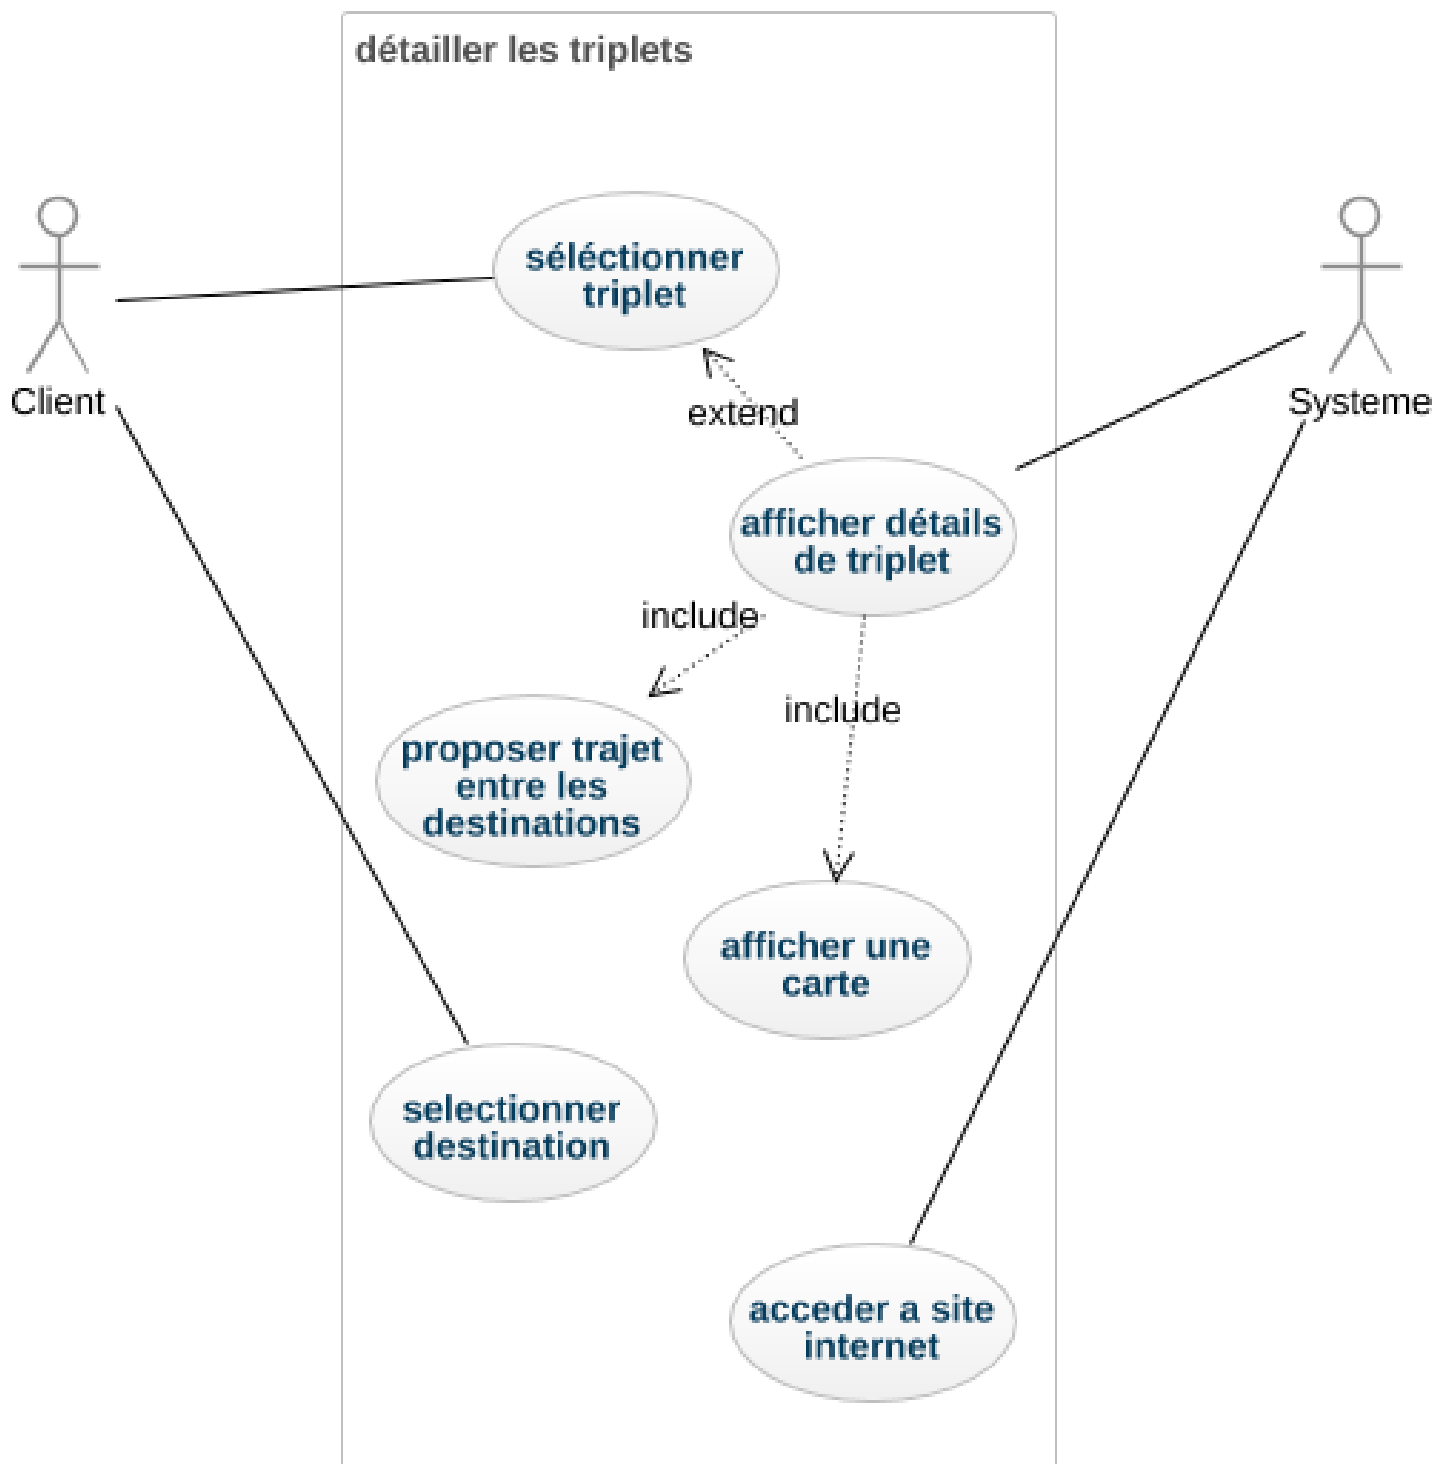 détailler les triplets
séléctionner
triplet
Client
Systeme
extend
afficher détails
de triplet
include
include
proposer trajet
entre les
destinations
afficher une
carte
selectionner
destination
acceder a site
internet